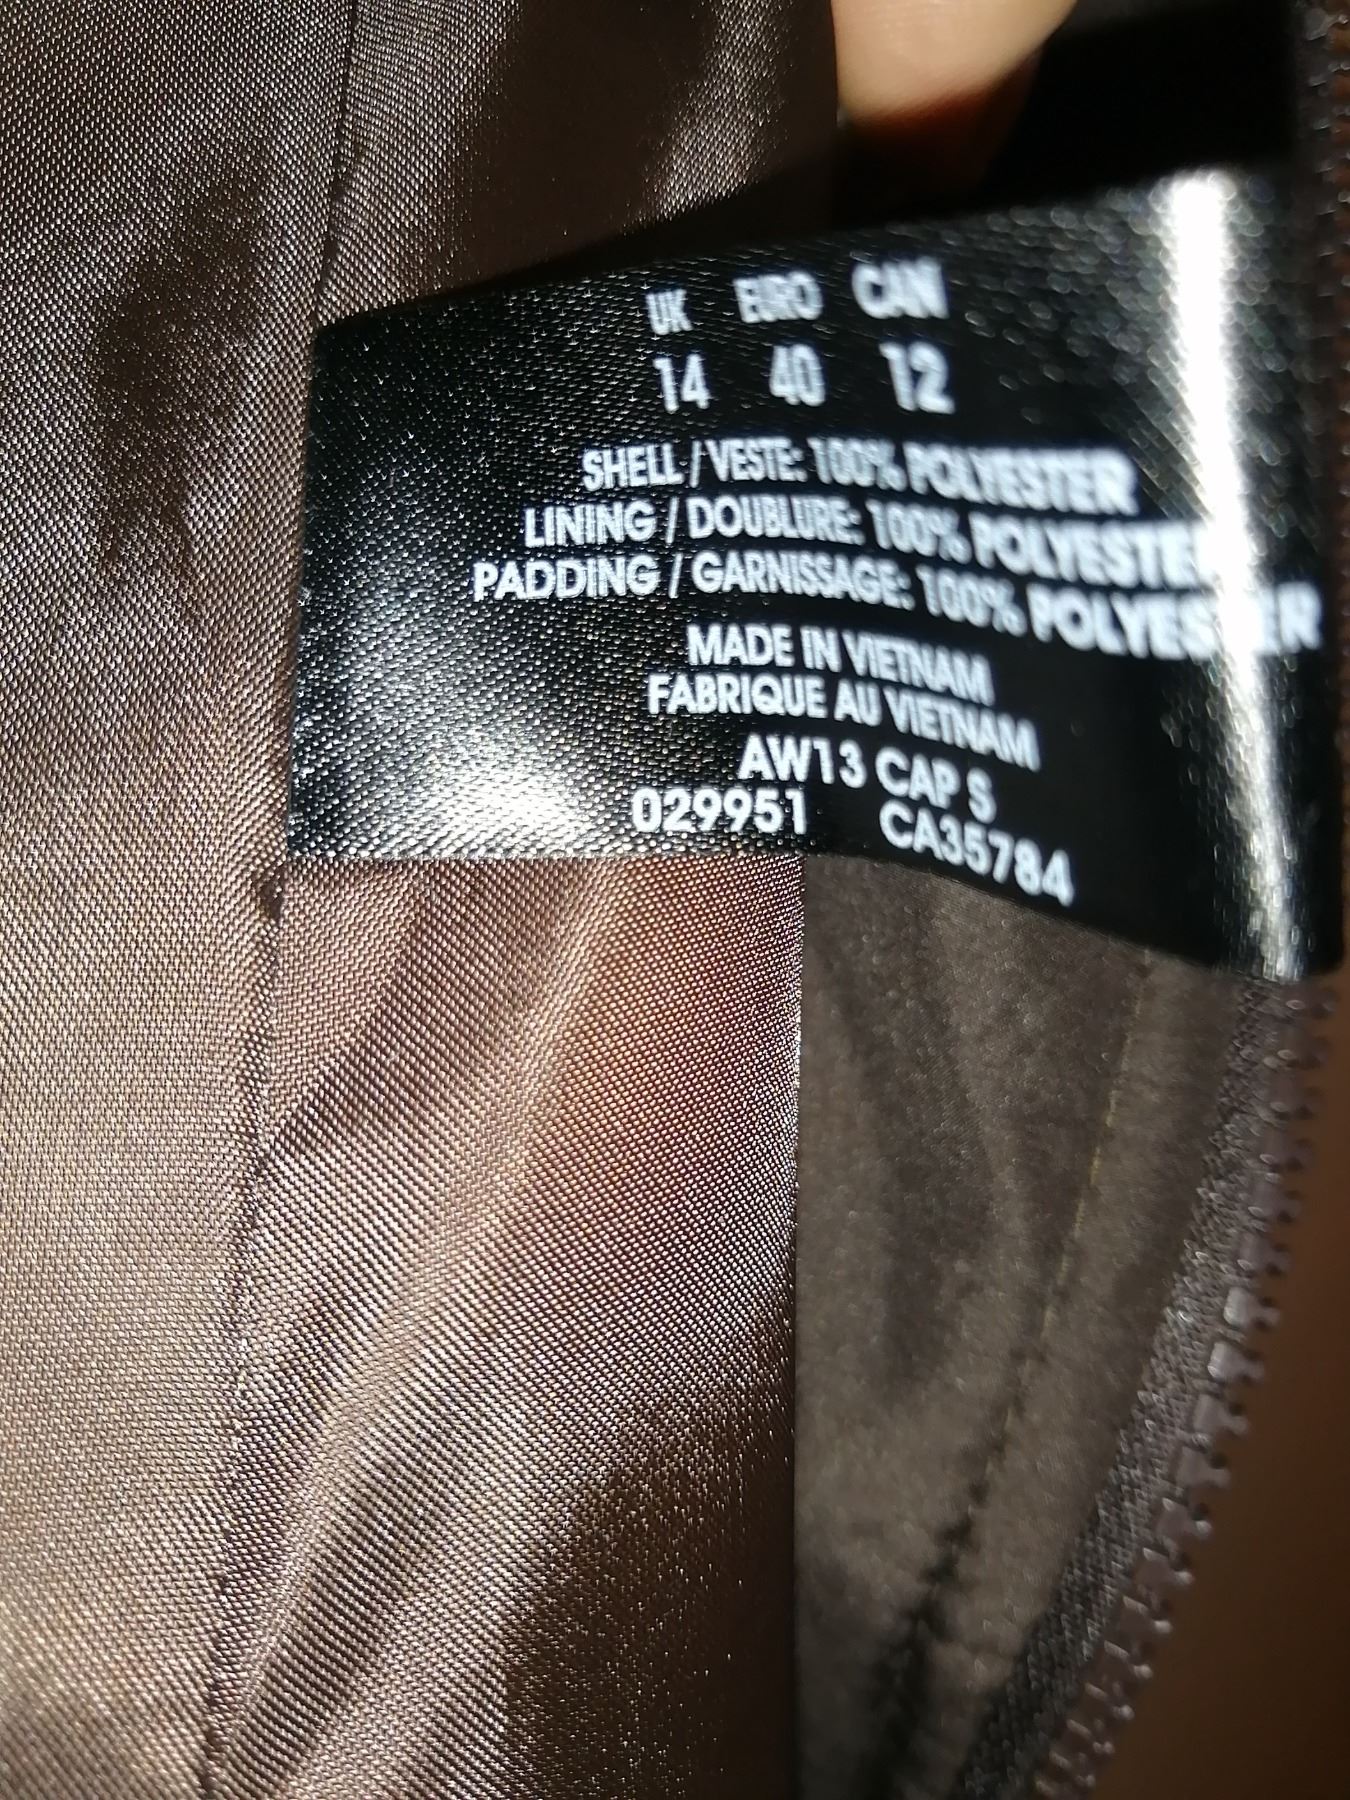 UK EURO CAN
14 40 12
SHELL / VESTE: 100% POLYESTER
LINING / DOUBLURE: 100% POLYESTER
PADDING / GARNISSAGE: 100% POLYESTER
MADE IN VIETNAM
FABRIQUE AU VIETNAM
AW13 CAP S
029951 CA35784